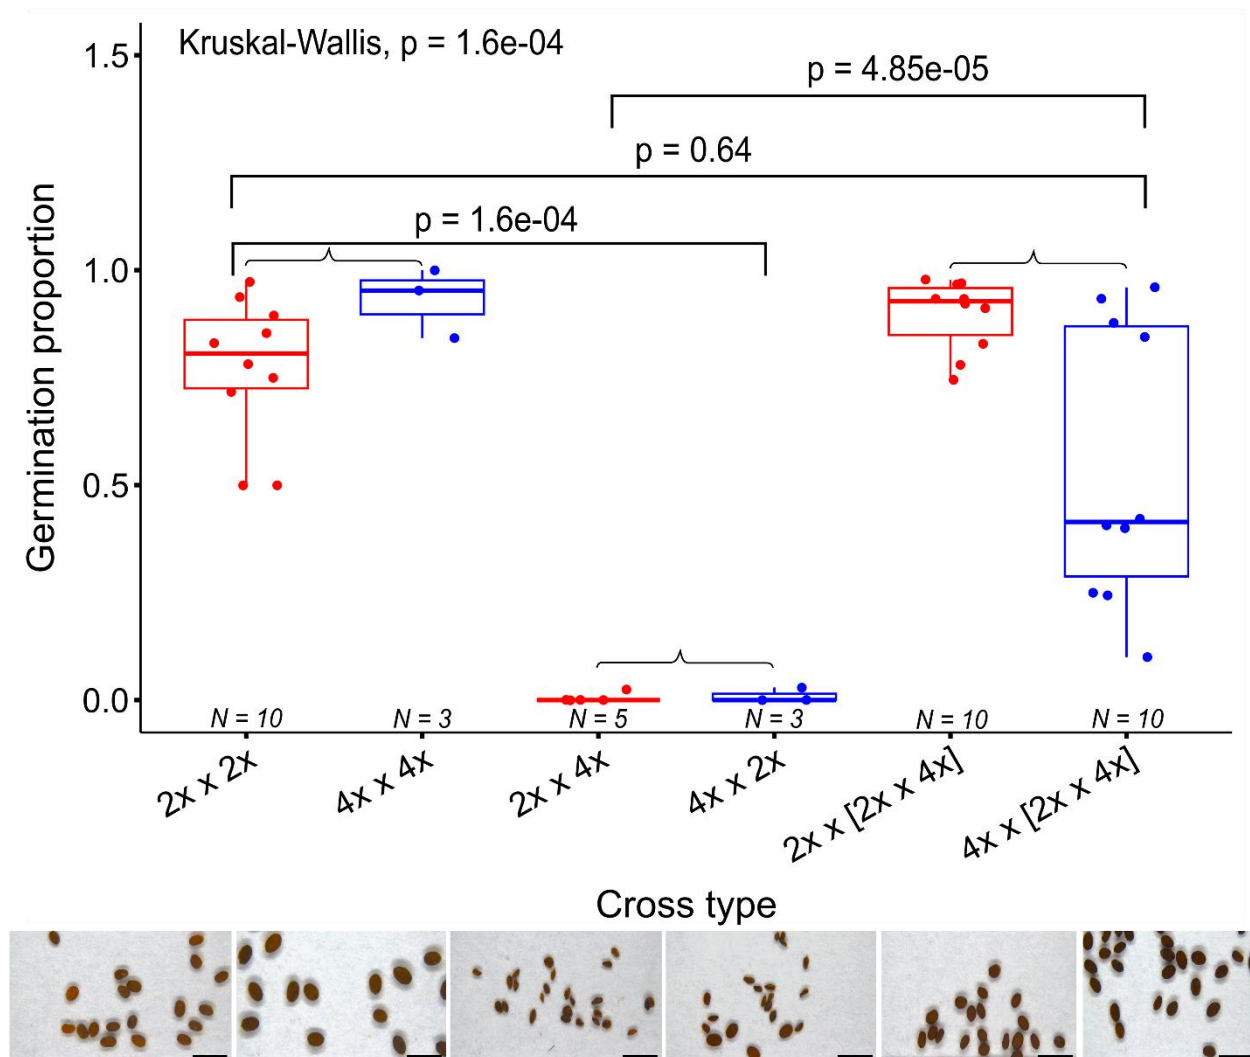 Kruskal-Wallis, p = 1.6e-04
p = 4.85e-05
p = 0.64
p = 1.6e-04
Germination proportion
1.5
1.0
0.5
0.0
N = 10
N = 3
N = 5
N = 3
N = 10
N = 10
2x x 2x
4x x 4x
2x x 4x
4x x 2x
2x x [2x x 4x]
4x x [2x x 4x]
Cross type